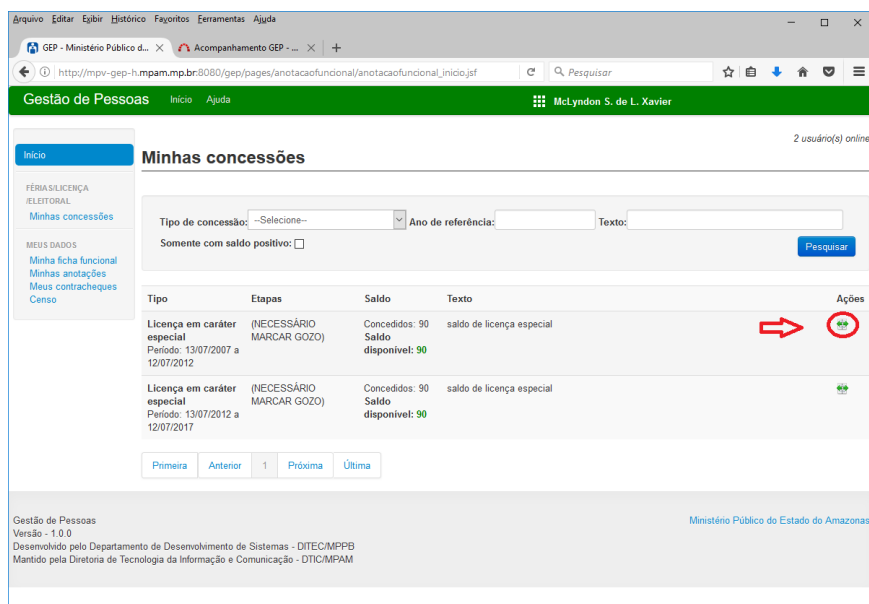 Arquivo Editar Exibir Histórico Favoritos Ferramentas Ajuda
GEP - Ministério Público d... Acompanhamento GEP - ...
http://mpv-gep-h.mpam.mp.br:8080/gep/pages/anotacaofuncional/anotacaofuncional_inicio.jsf Pesquisar
Gestão de Pessoas Início Ajuda McLyndon S. de L. Xavier
2 usuário(s) online
Início
Minhas concessões
FÉRIAS/LICENÇA
/ELEITORAL
Minhas concessões
Tipo de concessão: --Selecione-- Ano de referência: Texto:
Somente com saldo positivo:
Pesquisar
MEUS DADOS
Minha ficha funcional
Minhas anotações
Meus contracheques
Censo
Tipo Etapas Saldo Texto Ações
Licença em caráter (NECESSÁRIO Concedidos: 90 saldo de licença especial
especial MARCAR GOZO) Saldo
Período: 13/07/2007 a disponível: 90
12/07/2012
Licença em caráter (NECESSÁRIO Concedidos: 90 saldo de licença especial
especial MARCAR GOZO) Saldo
Período: 13/07/2012 a disponível: 90
12/07/2017
Primeira Anterior 1 Próxima Última
Gestão de Pessoas Ministério Público do Estado do Amazonas
Versão - 1.0.0
Desenvolvido pelo Departamento de Desenvolvimento de Sistemas - DITEC/MPPB
Mantido pela Diretoria de Tecnologia da Informação e Comunicação - DTIC/MPAM